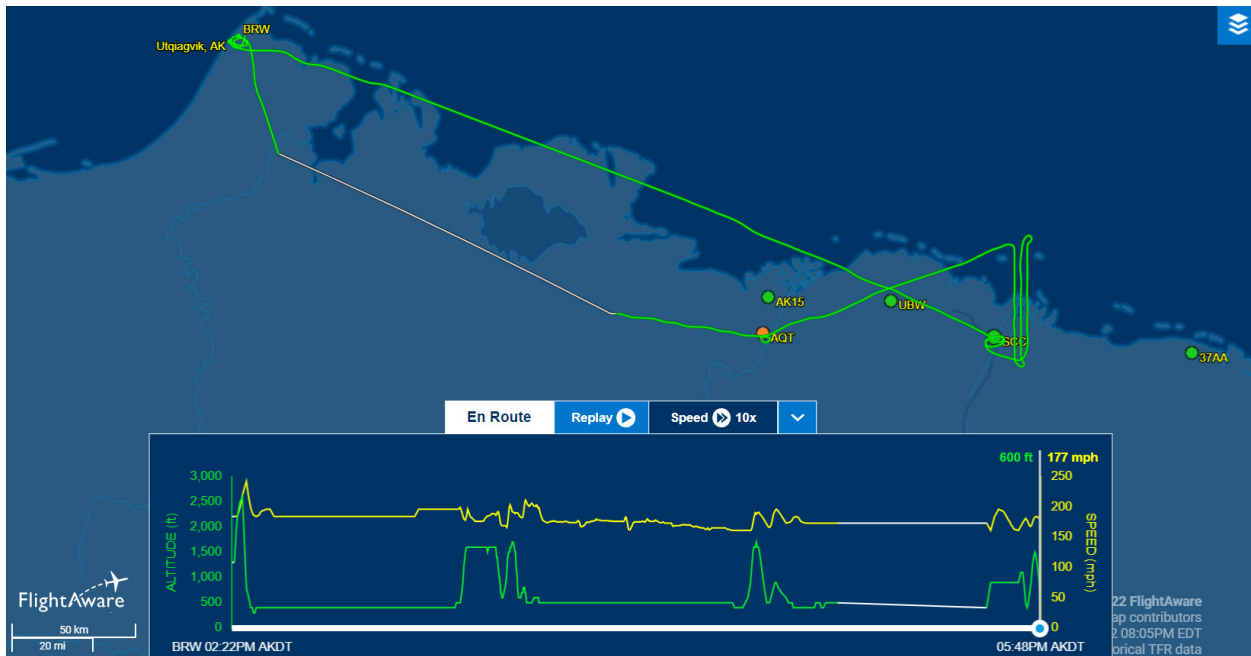 BRW
Utqiagvik, AK
AK15
UBW
AQT
SCC
37AA
En Route
Replay
Speed 10x
600 ft 177 mph
3,000
2,500
2,000
1,500
1,000
500
0
ALTITUDE (ft)
250
200
150
100
50
0
SPEED (mph)
BRW 02:22PM AKDT
05:48PM AKDT
FlightAware
50 km
20 mi
22 FlightAware
ap contributors
2 08:05PM EDT
orical TFR data